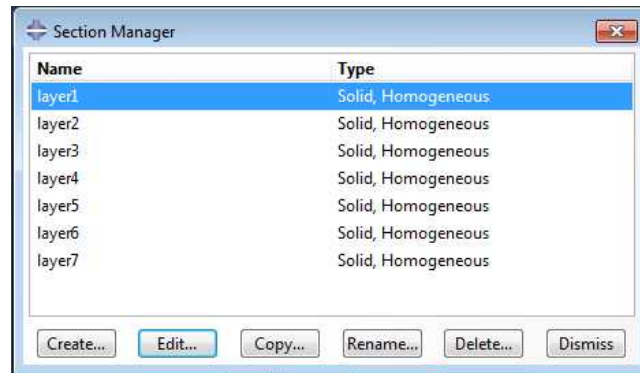 Section Manager
Name Type
layer1 Solid, Homogeneous
layer2 Solid, Homogeneous
layer3 Solid, Homogeneous
layer4 Solid, Homogeneous
layer5 Solid, Homogeneous
layer6 Solid, Homogeneous
layer7 Solid, Homogeneous
Create... Edit... Copy... Rename... Delete... Dismiss